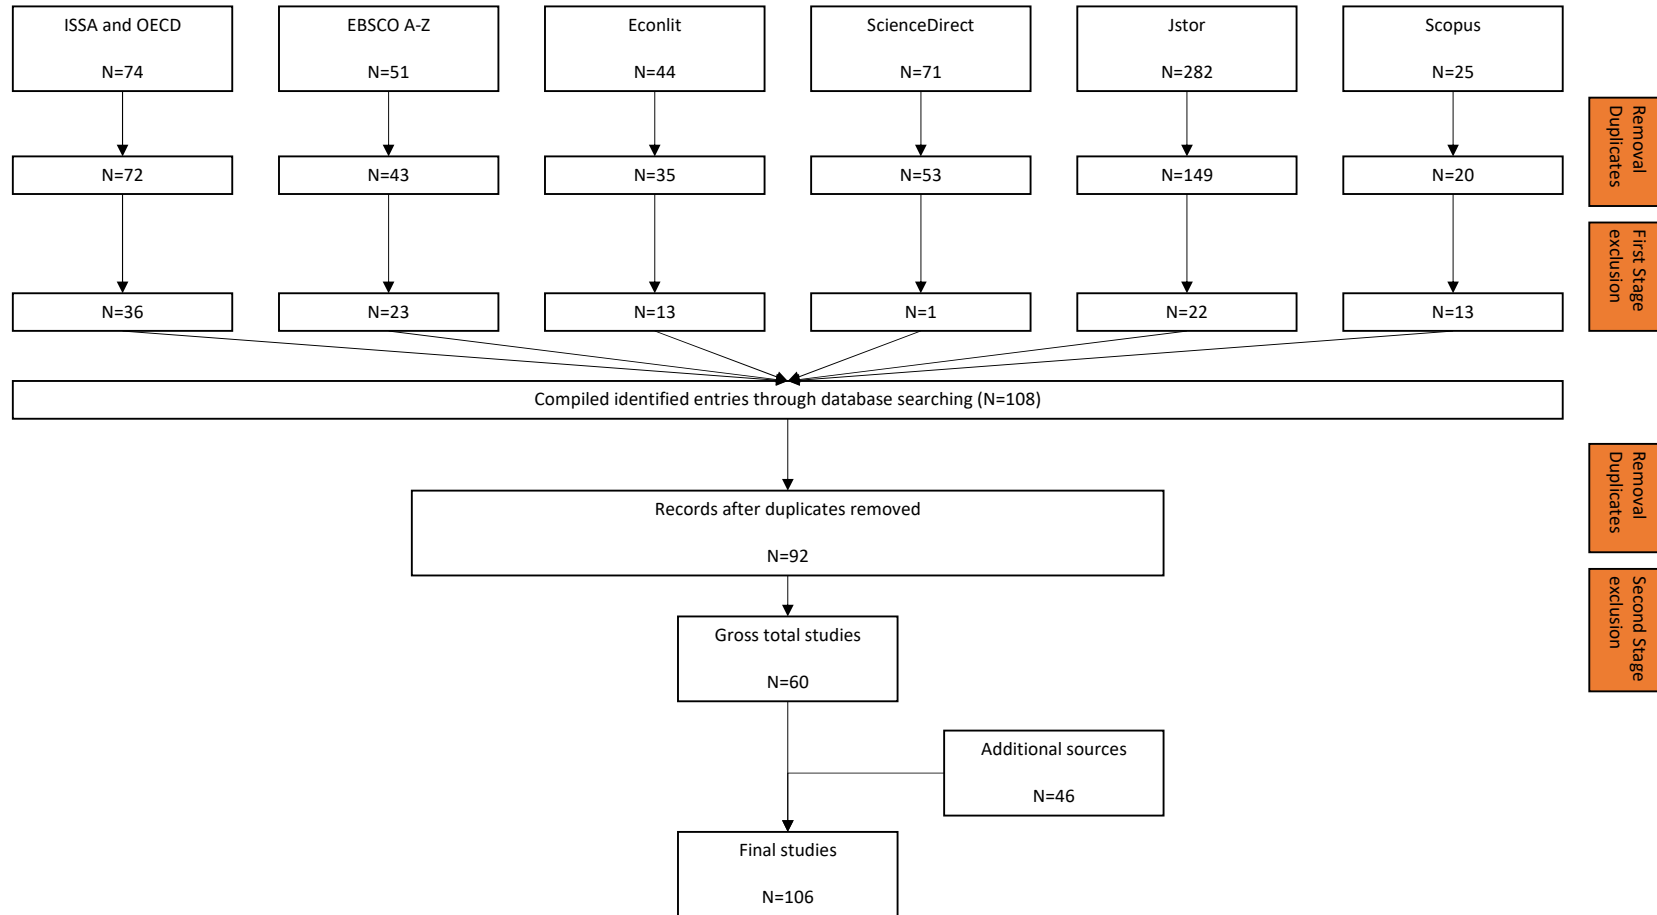 ISSA and OECD
N=74
EBSCO A-Z
N=51
Econlit
N=44
ScienceDirect
N=71
Jstor
N=282
Scopus
N=25
Removal
Duplicates
N=72
N=43
N=35
N=53
N=149
N=20
First Stage
exclusion
N=36
N=23
N=13
N=1
N=22
N=13
Compiled identified entries through database searching (N=108)
Removal
Duplicates
Records after duplicates removed
N=92
Second Stage
exclusion
Gross total studies
N=60
Additional sources
N=46
Final studies
N=106